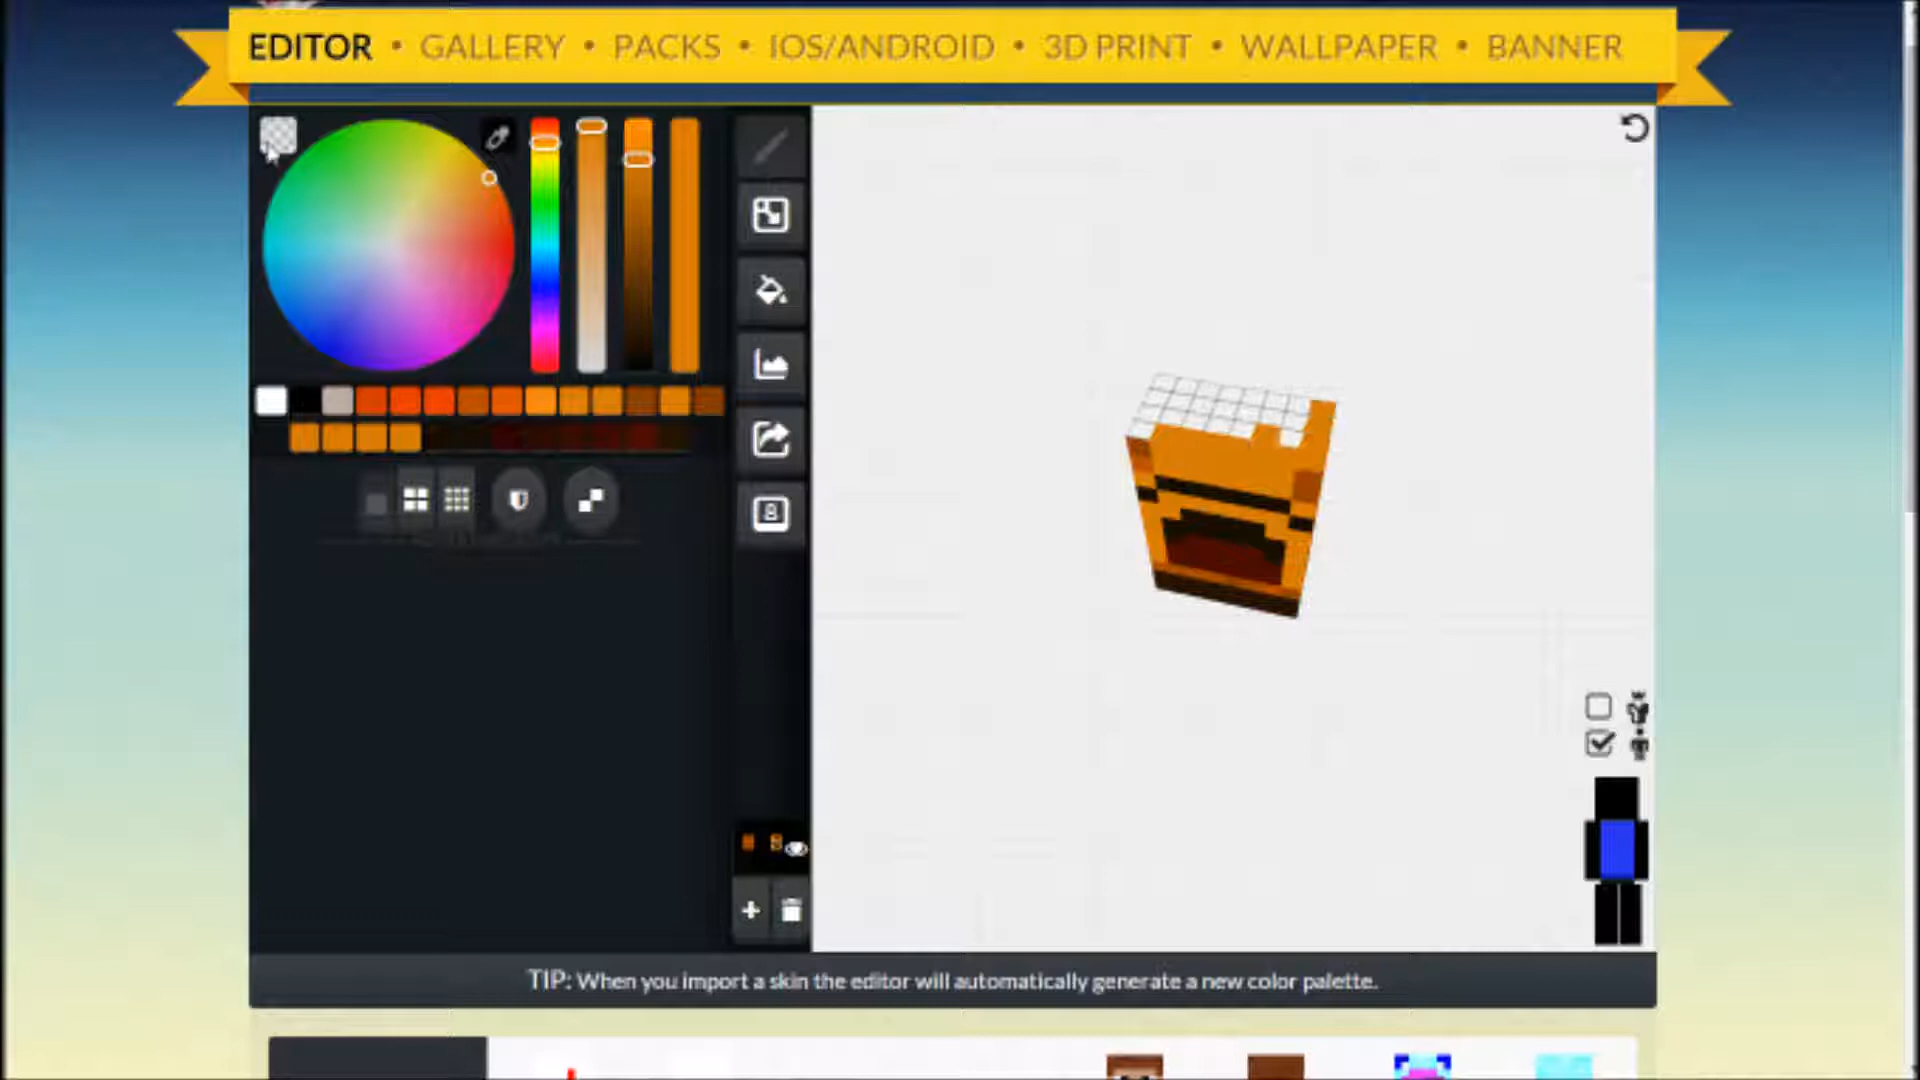 EDITOR • GALLERY • PACKS • IOS/ANDROID • 3D PRINT • WALLPAPER • BANNER
TIP: When you import a skin the editor will automatically generate a new color palette.